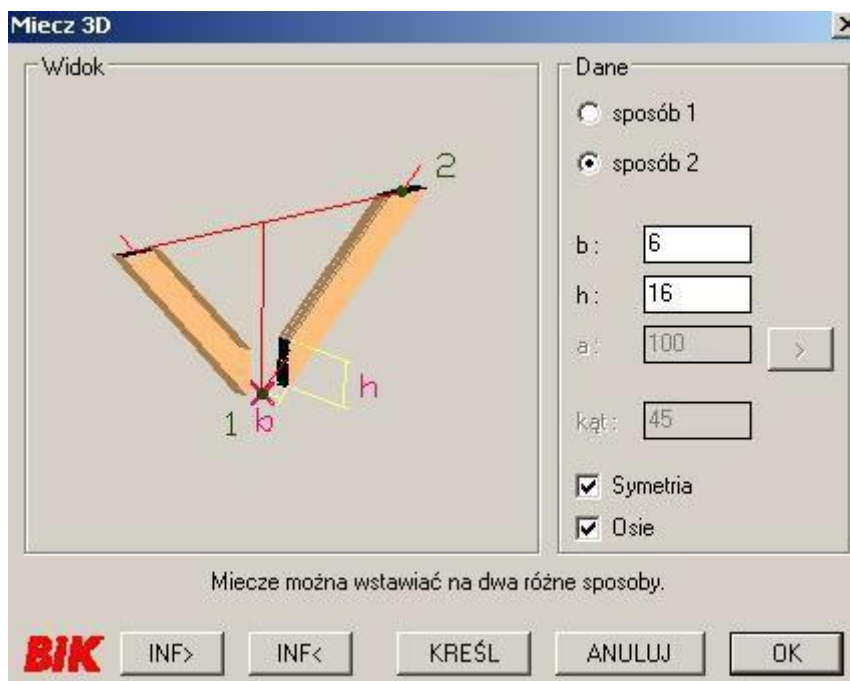 Miecz 3D
Widok
2
1
b
h
Dane
sposób 1
sposób 2
b: 6
h: 16
a: 100 >
kąt: 45
Symetria
Osie
Miecze można wstawiać na dwa różne sposoby.
BIK INF> INF< KREŚL ANULUJ OK